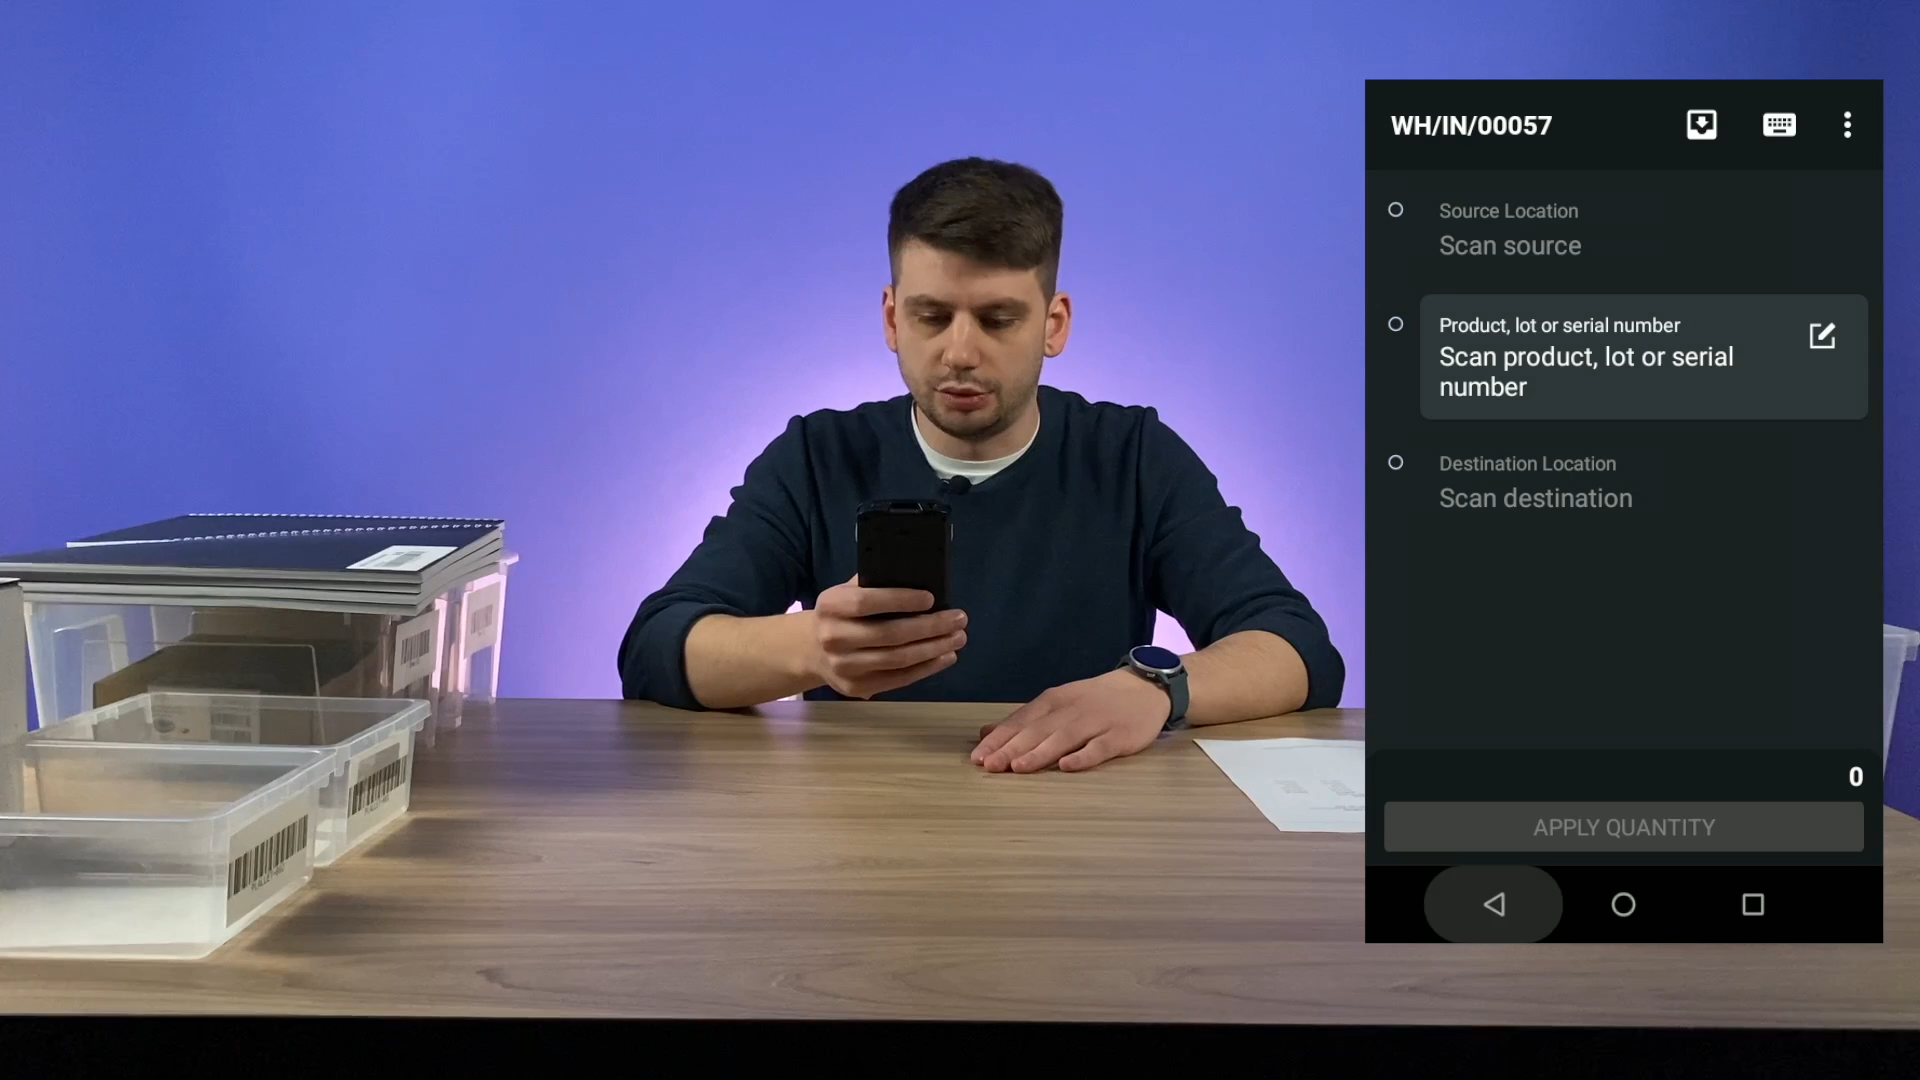 WH/IN/00057
Source Location
Scan source
Product, lot or serial number
Scan product, lot or serial
number
Destination Location
Scan destination
0
APPLY QUANTITY